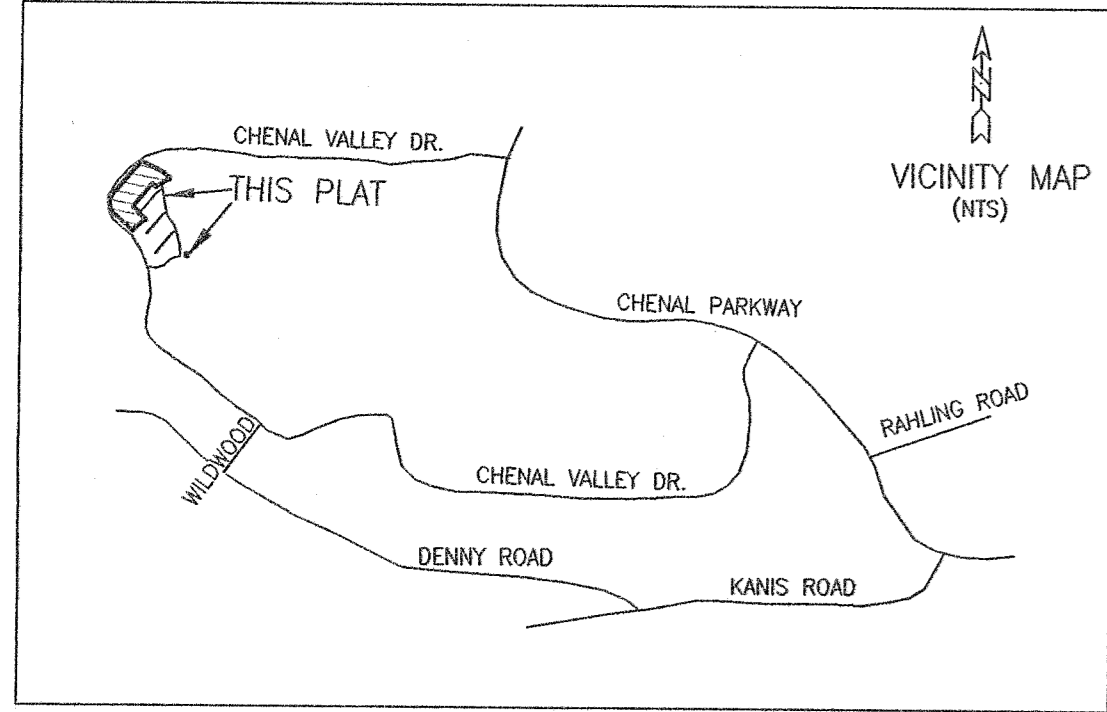 CHENAL VALLEY DR.
THIS PLAT
N
VICINITY MAP
(NTS)
CHENAL PARKWAY
RAHLING ROAD
WILDWOOD
CHENAL VALLEY DR.
DENNY ROAD
KANIS ROAD